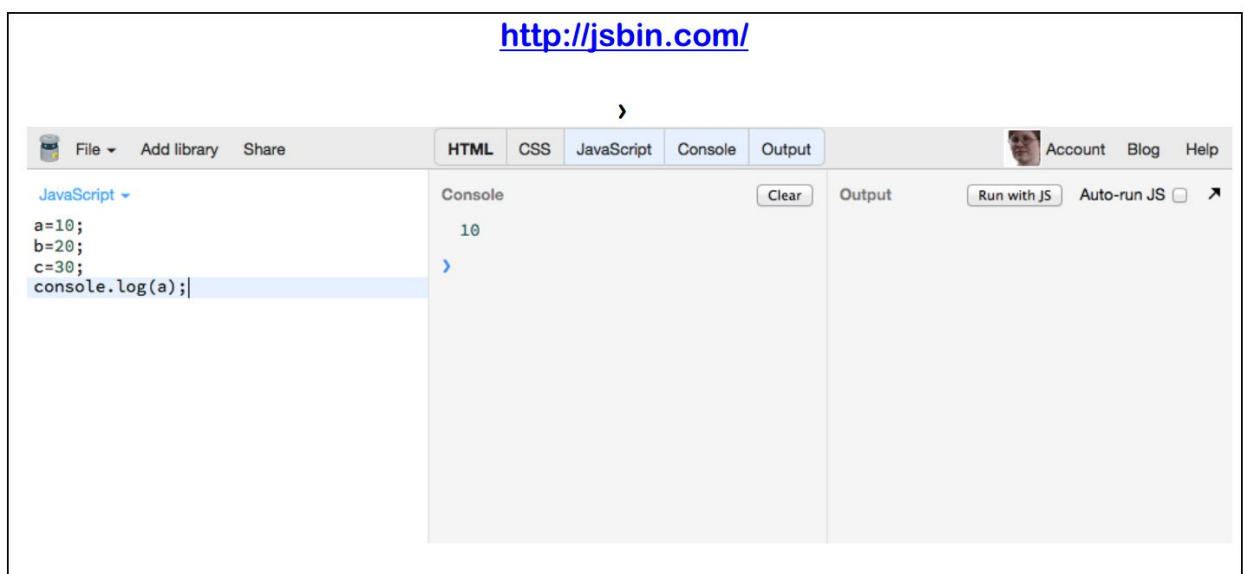 http://jsbin.com/
›
File Add library Share HTML CSS JavaScript Console Output Account Blog Help
JavaScript Console Clear Output Run with JS Auto-run JS
a=10;
b=20;
c=30;
console.log(a);
10
›